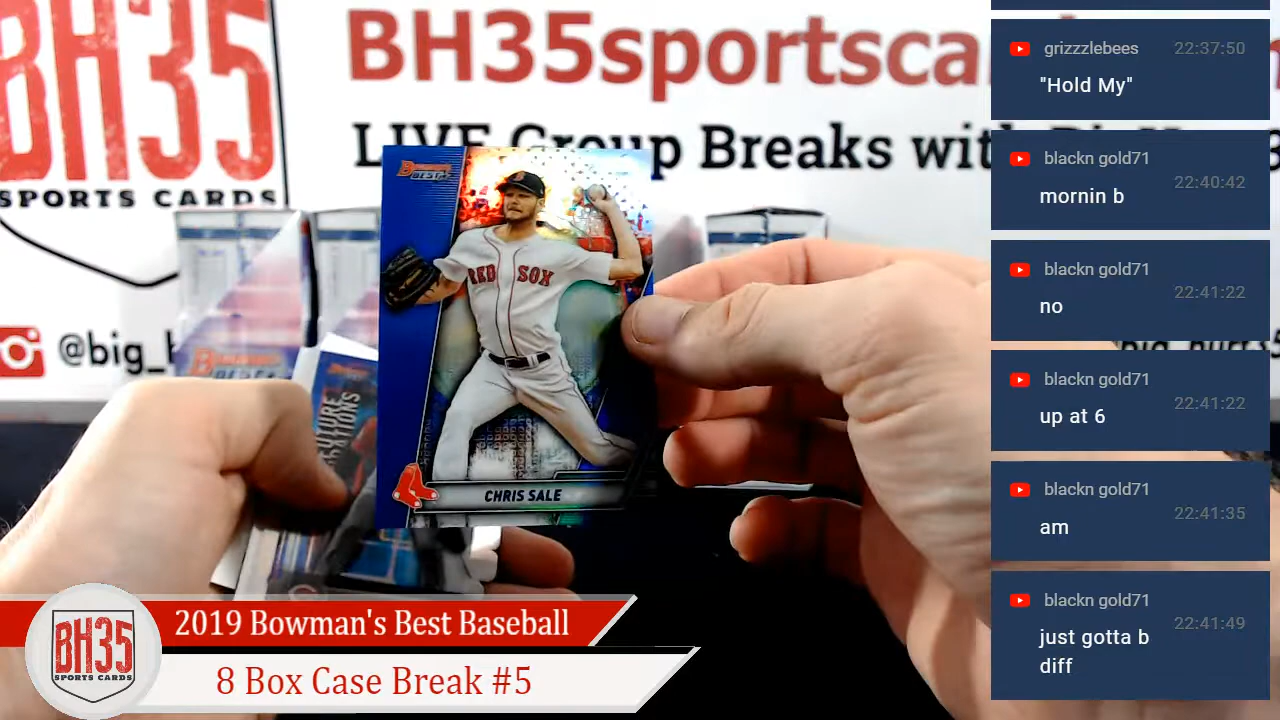 BH35
SPORTS CARDS
BH35sportsca
LIVE Group Breaks wit
@big_
BOWMAN'S
BEST
RED SOX
CHRIS SALE
FUTURE
BEST
2019 Bowman's Best Baseball
8 Box Case Break #5
BH35
SPORTS CARDS
grizzzlebees 22:37:50
"Hold My"
blackn gold71
mornin b 22:40:42
blackn gold71
no 22:41:22
blackn gold71
up at 6 22:41:22
blackn gold71
am 22:41:35
blackn gold71
just gotta b 22:41:49
diff